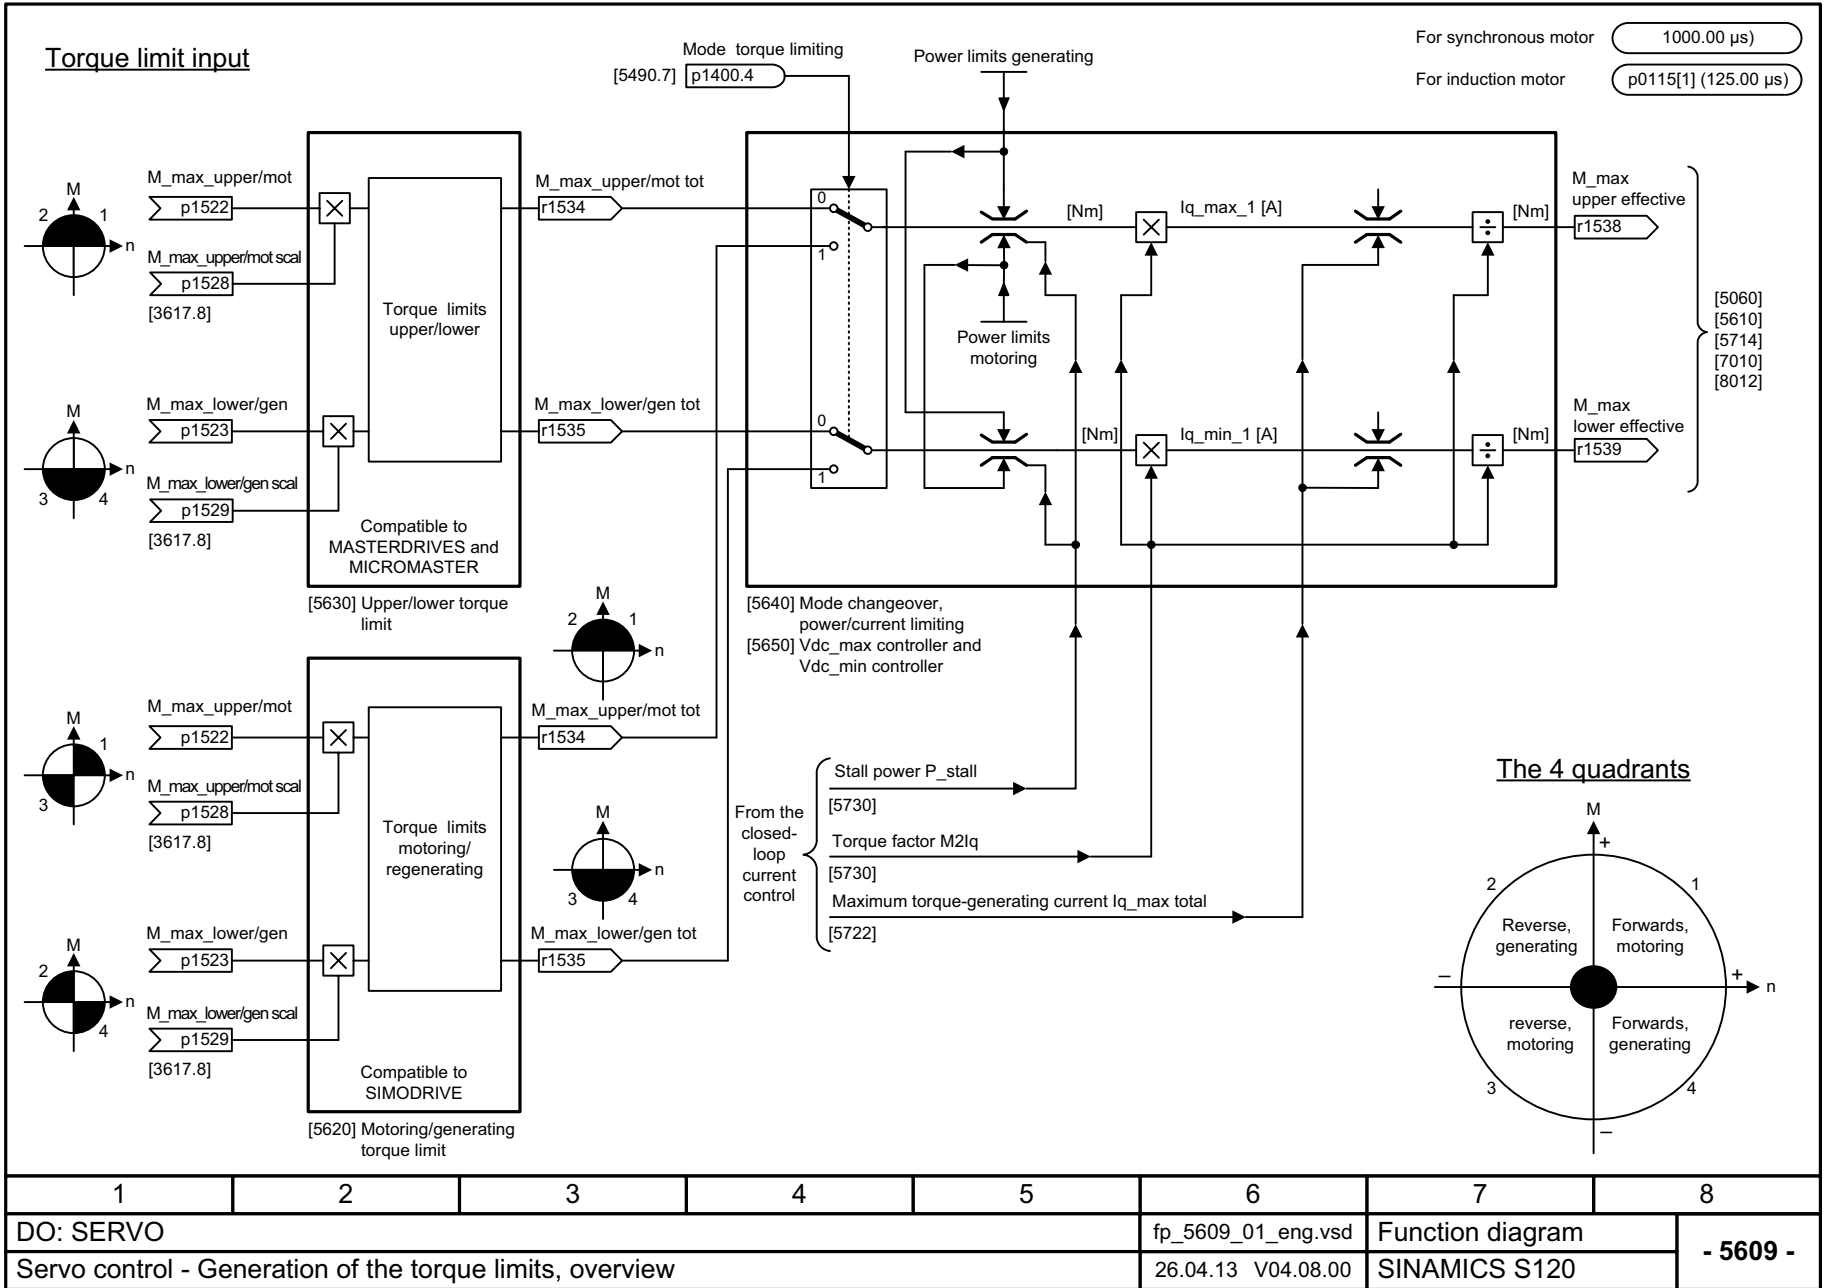 Torque limit input
Mode torque limiting
[5490.7] p1400.4
Power limits generating
For synchronous motor 1000.00 µs)
For induction motor p0115[1] (125.00 µs)
M
2 1
n
M_max_upper/mot
p1522
M_max_upper/mot scal
p1528
[3617.8]
M
n
3 4
M_max_lower/gen
p1523
M_max_lower/gen scal
p1529
[3617.8]
Torque limits
upper/lower
Compatible to
MASTERDRIVES and
MICROMASTER
[5630] Upper/lower torque
limit
M_max_upper/mot tot
r1534
M_max_lower/gen tot
r1535
0
1
0
1
Power limits
motoring
[Nm]
Iq_max_1 [A]
[Nm]
[Nm]
Iq_min_1 [A]
[Nm]
M_max
upper effective
r1538
M_max
lower effective
r1539
[5060]
[5610]
[5714]
[7010]
[8012]
[5640] Mode changeover,
power/current limiting
[5650] Vdc_max controller and
Vdc_min controller
M
2 1
n
M
1
n
3
M_max_upper/mot
p1522
M_max_upper/mot scal
p1528
[3617.8]
M
2
n
4
M_max_lower/gen
p1523
M_max_lower/gen scal
p1529
[3617.8]
Torque limits
motoring/
regenerating
Compatible to
SIMODRIVE
[5620] Motoring/generating
torque limit
M_max_upper/mot tot
r1534
M
n
3 4
M_max_lower/gen tot
r1535
From the
closed-
loop
current
control
Stall power P_stall
[5730]
Torque factor M2Iq
[5730]
Maximum torque-generating current Iq_max total
[5722]
The 4 quadrants
M
+
2 1
Reverse,
generating
Forwards,
motoring
– + n
reverse,
motoring
Forwards,
generating
3 4
–
1 2 3 4 5 6 7 8
DO: SERVO
fp_5609_01_eng.vsd
Function diagram
- 5609 -
Servo control - Generation of the torque limits, overview
26.04.13 V04.08.00
SINAMICS S120